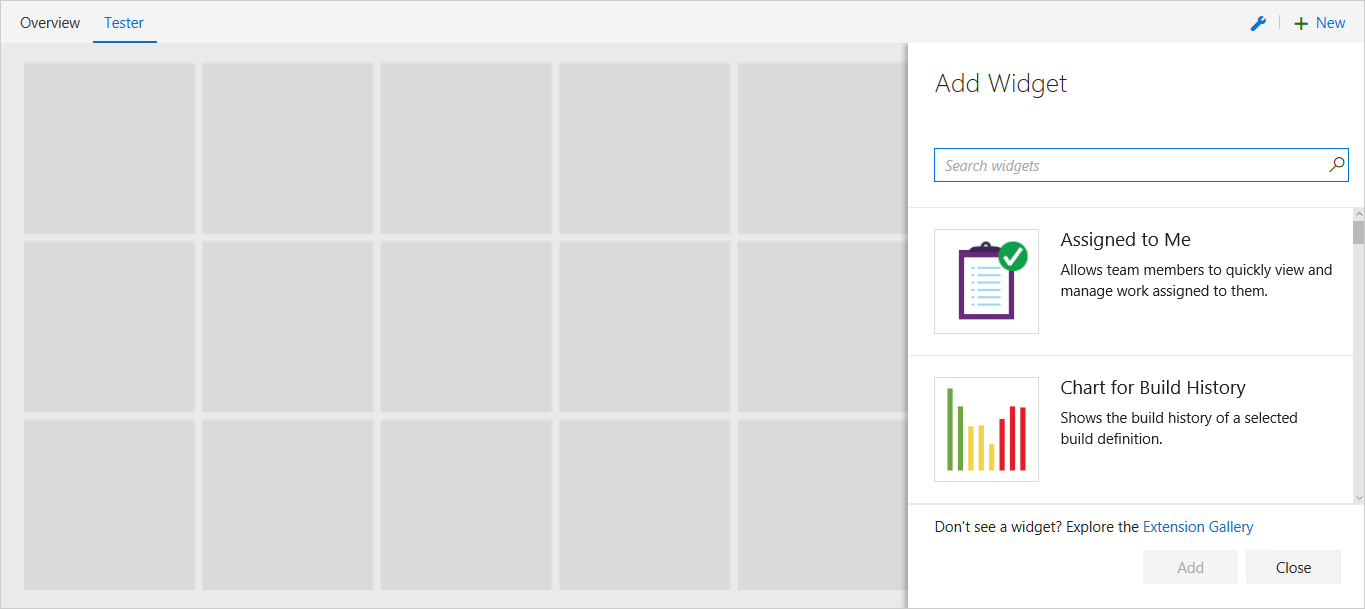 Overview Tester New
Add Widget
Search widgets
Assigned to Me
Allows team members to quickly view and
manage work assigned to them.
Chart for Build History
Shows the build history of a selected
build definition.
Don't see a widget? Explore the Extension Gallery
Add Close